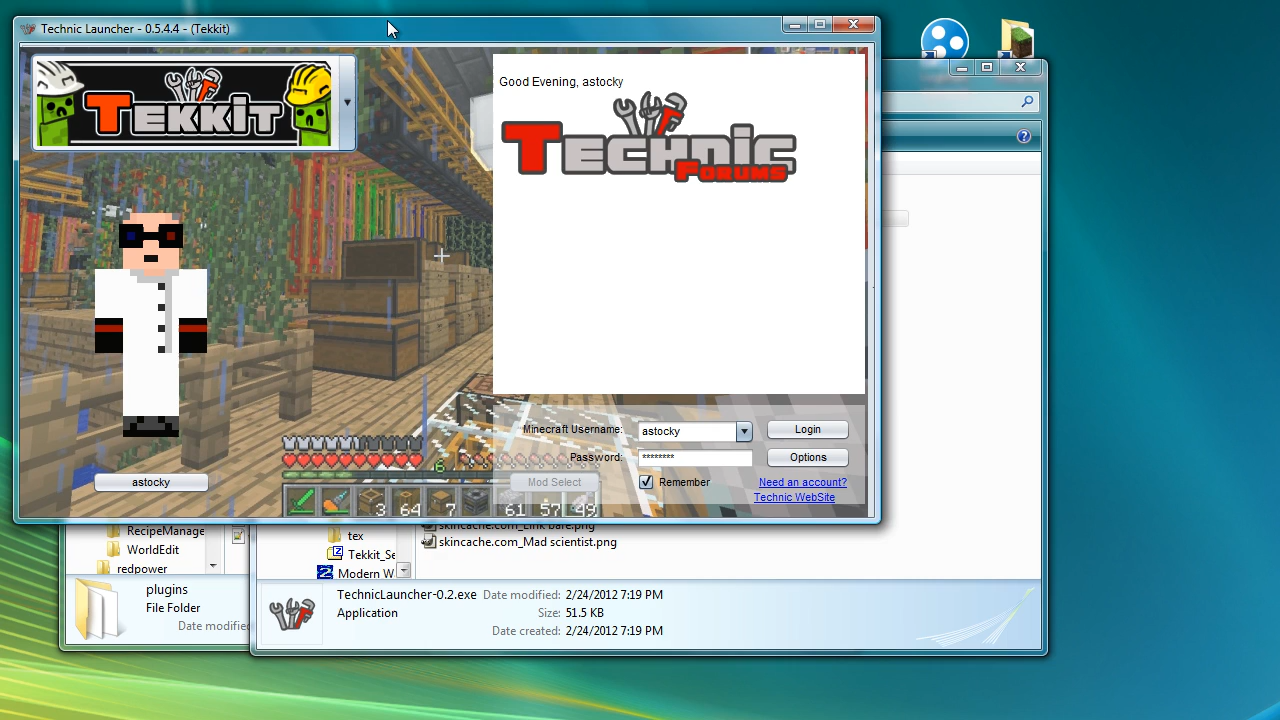 Technic Launcher - 0.5.4.4 - (Tekkit)
TEKKIT
Good Evening, astocky
TECHNIC
FORUMS
Minecraft Username:
astocky
Login
Password:
********
Options
Remember
Need an account?
Technic WebSite
Mod Select
astocky
6
3
64
7
61
57
49
RecipeManage
WorldEdit
redpower
plugins
File Folder
Date modified
tex
Tekkit_Se
Modern W
skincache.com_Link bare.png
skincache.com_Mad scientist.png
TechnicLauncher-0.2.exe
Date modified: 2/24/2012 7:19 PM
Application
Size: 51.5 KB
Date created: 2/24/2012 7:19 PM